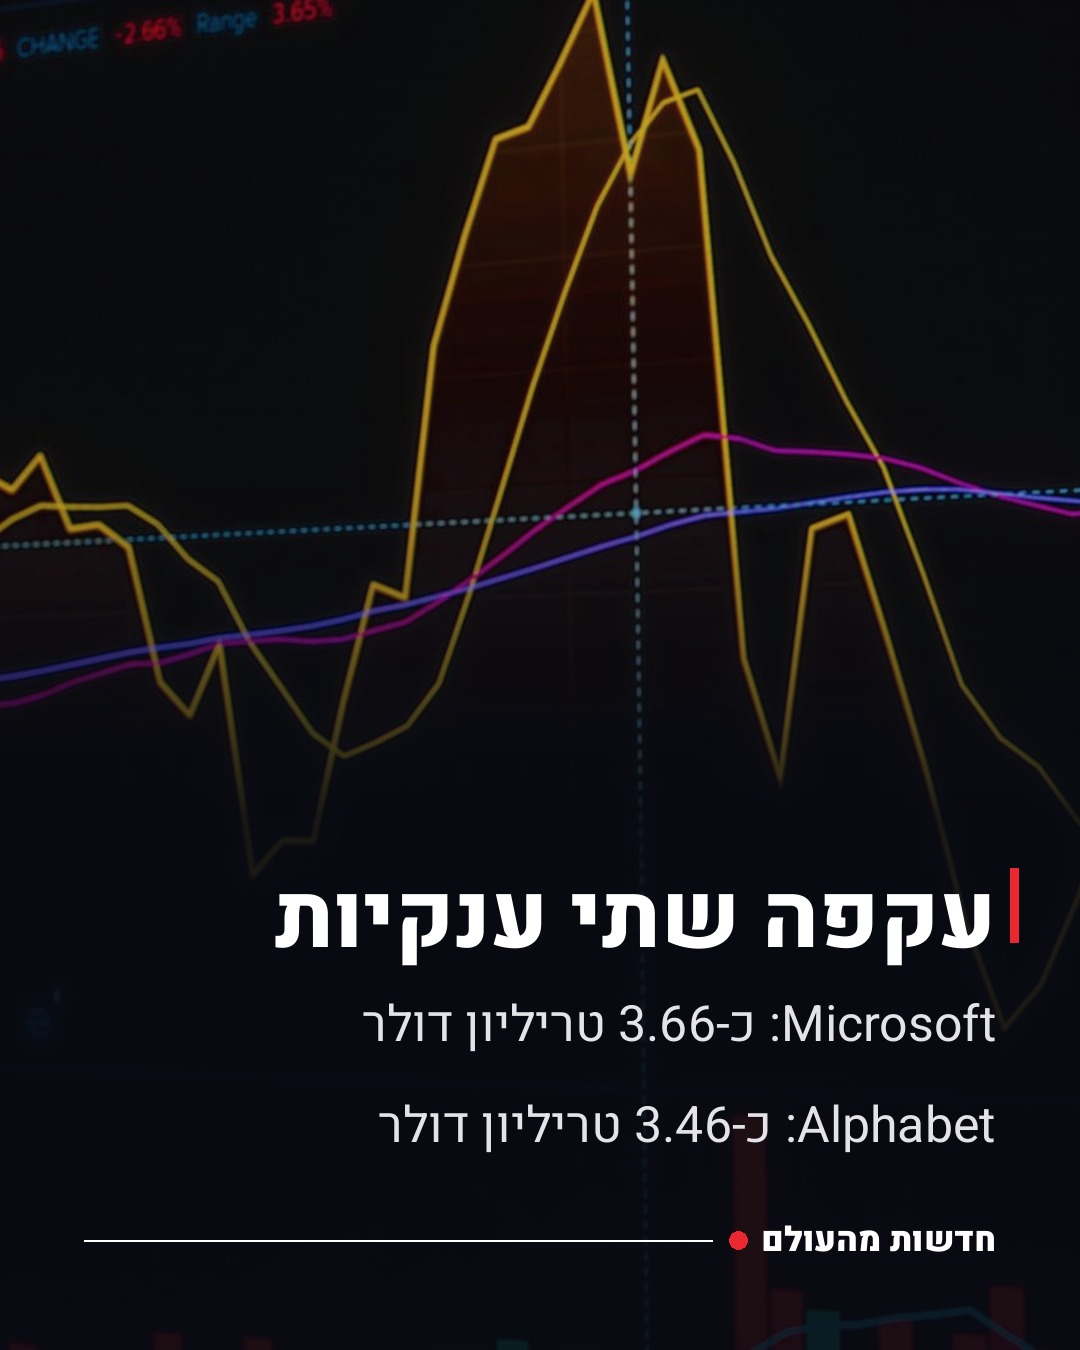 CHANGE -2.66% Range 3.65%
עקפה שתי ענקיות
Microsoft: כ-3.66 טריליון דולר
Alphabet: כ-3.46 טריליון דולר
חדשות מהעולם